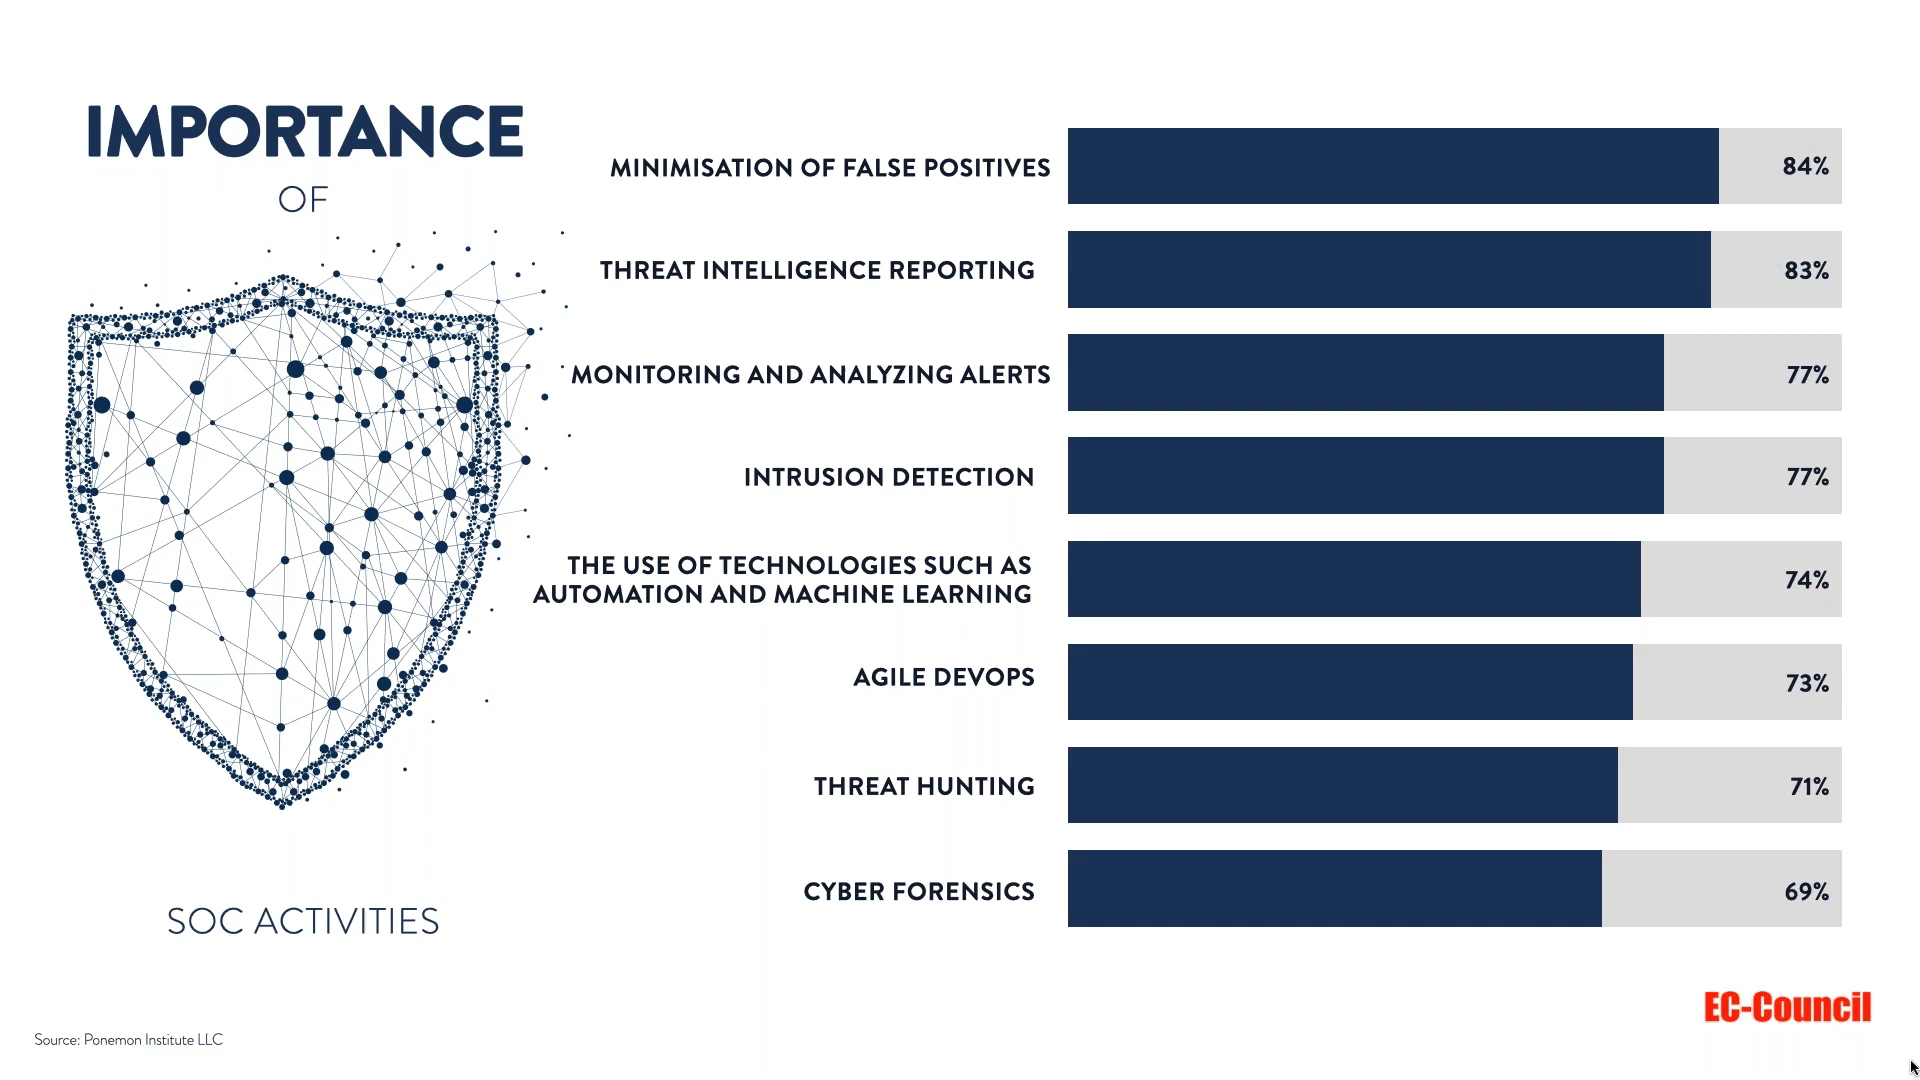 IMPORTANCE
OF
SOC ACTIVITIES
MINIMISATION OF FALSE POSITIVES 84%
THREAT INTELLIGENCE REPORTING 83%
MONITORING AND ANALYZING ALERTS 77%
INTRUSION DETECTION 77%
THE USE OF TECHNOLOGIES SUCH AS
AUTOMATION AND MACHINE LEARNING 74%
AGILE DEVOPS 73%
THREAT HUNTING 71%
CYBER FORENSICS 69%
EC-Council
Source: Ponemon Institute LLC